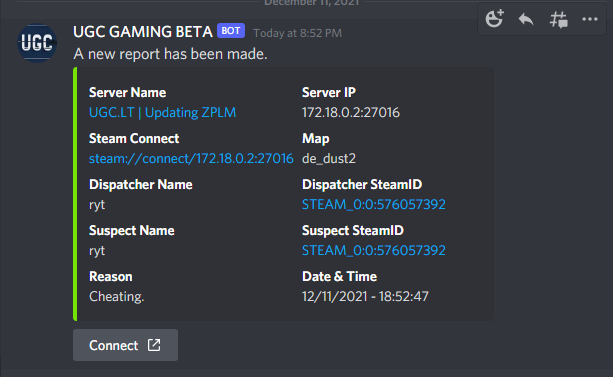 December 11, 2021
UGC
UGC GAMING BETA BOT Today at 8:52 PM
A new report has been made.
Server Name Server IP
UGC.LT | Updating ZPLM 172.18.0.2:27016
Steam Connect Map
steam://connect/172.18.0.2:27016 de_dust2
Dispatcher Name Dispatcher SteamID
ryt STEAM_0:0:576057392
Suspect Name Suspect SteamID
ryt STEAM_0:0:576057392
Reason Date & Time
Cheating. 12/11/2021 - 18:52:47
Connect